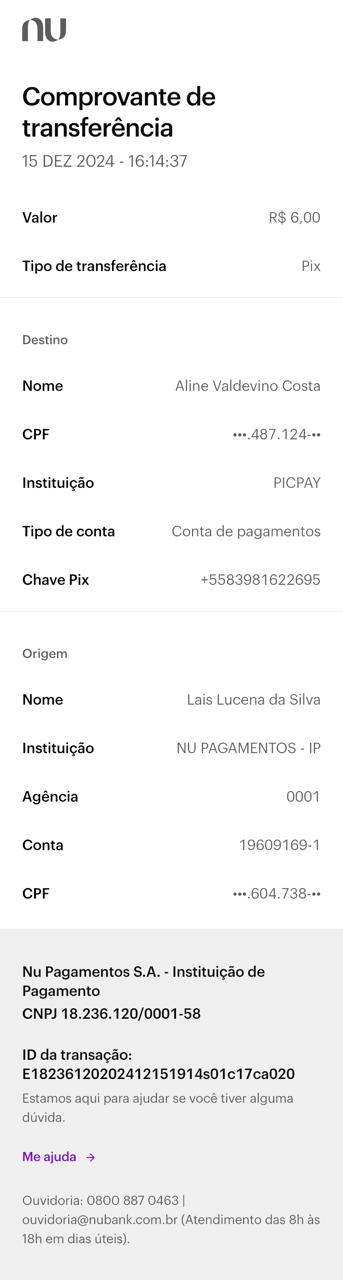 nu
Comprovante de
transferência
15 DEZ 2024 - 16:14:37
Valor R$ 6,00
Tipo de transferência Pix
Destino
Nome Aline Valdevino Costa
CPF •••.487.124-••
Instituição PICPAY
Tipo de conta Conta de pagamentos
Chave Pix +5583981622695
Origem
Nome Lais Lucena da Silva
Instituição NU PAGAMENTOS - IP
Agência 0001
Conta 19609169-1
CPF •••.604.738-••
Nu Pagamentos S.A. - Instituição de
Pagamento
CNPJ 18.236.120/0001-58
ID da transação:
E18236120202412151914s01c17ca020
Estamos aqui para ajudar se você tiver alguma
dúvida.
Me ajuda →
Ouvidoria: 0800 887 0463 |
ouvidoria@nubank.com.br (Atendimento das 8h às
18h em dias úteis).